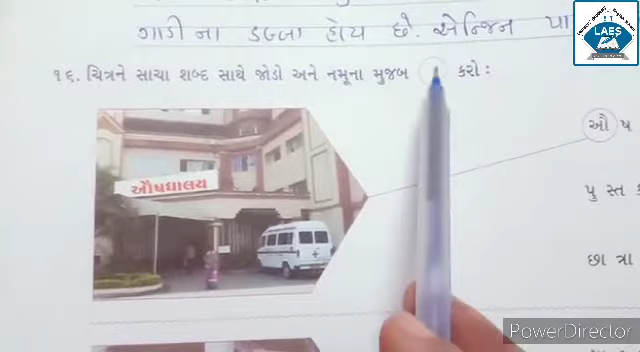 ગાડી ના ડબ્બા હોય છે. એન્જિન પા
LAES
૧૬. ચિત્રને સાચા શબ્દ સાથે જોડો અને નમૂના મુજબ કરો :
ઔ ષ
ઔષધાલય
પુ સ્ત ક
છા ત્રા
PowerDirector